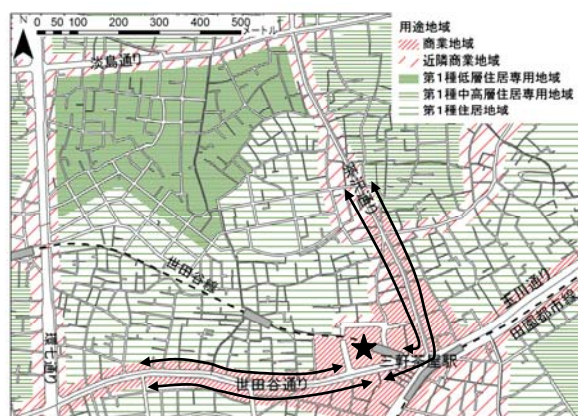 0 50 100 200 300 400 500
メートル
N
用途地域
商業地域
近隣商業地域
第1種低層住居専用地域
第1種中高層住居専用地域
第1種住居地域
淡島通り
茶沢通り
世田谷線
環七通り
世田谷通り
三軒茶屋駅
玉川通り
田園都市線